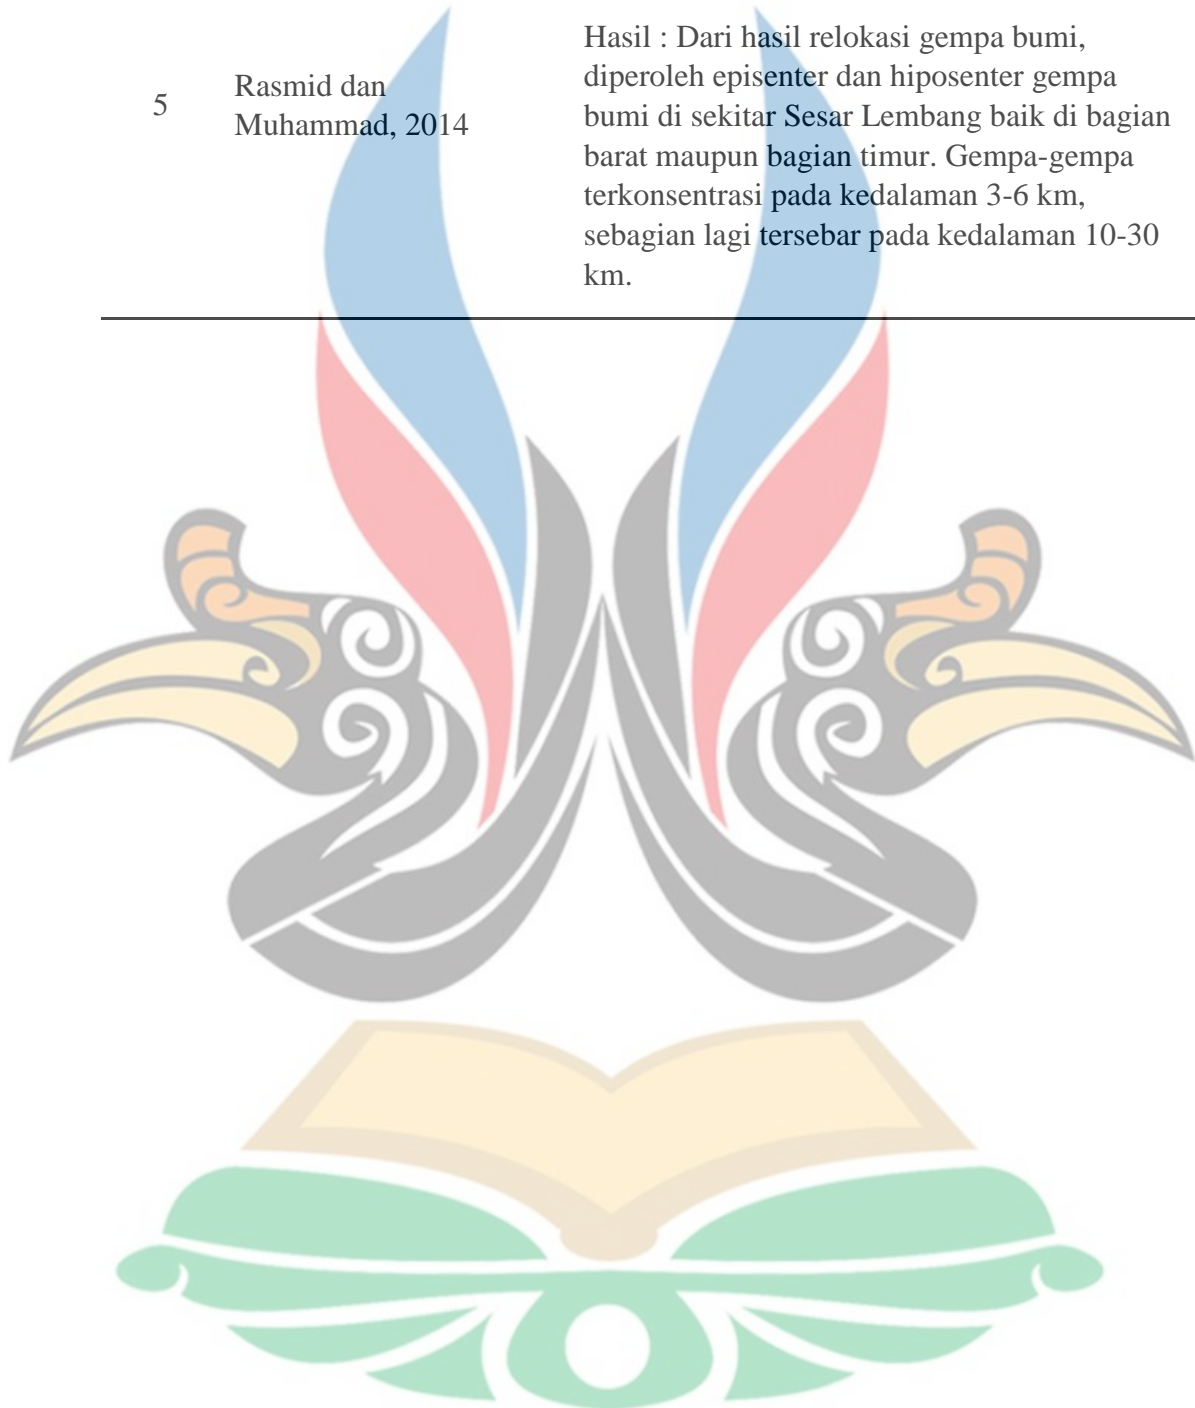 Hasil : Dari hasil relokasi gempa bumi,
diperoleh episenter dan hiposenter gempa
5 Rasmid dan Muhammad, 2014
bumi di sekitar Sesar Lembang baik di bagian
barat maupun bagian timur. Gempa-gempa
terkonsentrasi pada kedalaman 3-6 km,
sebagian lagi tersebar pada kedalaman 10-30
km.